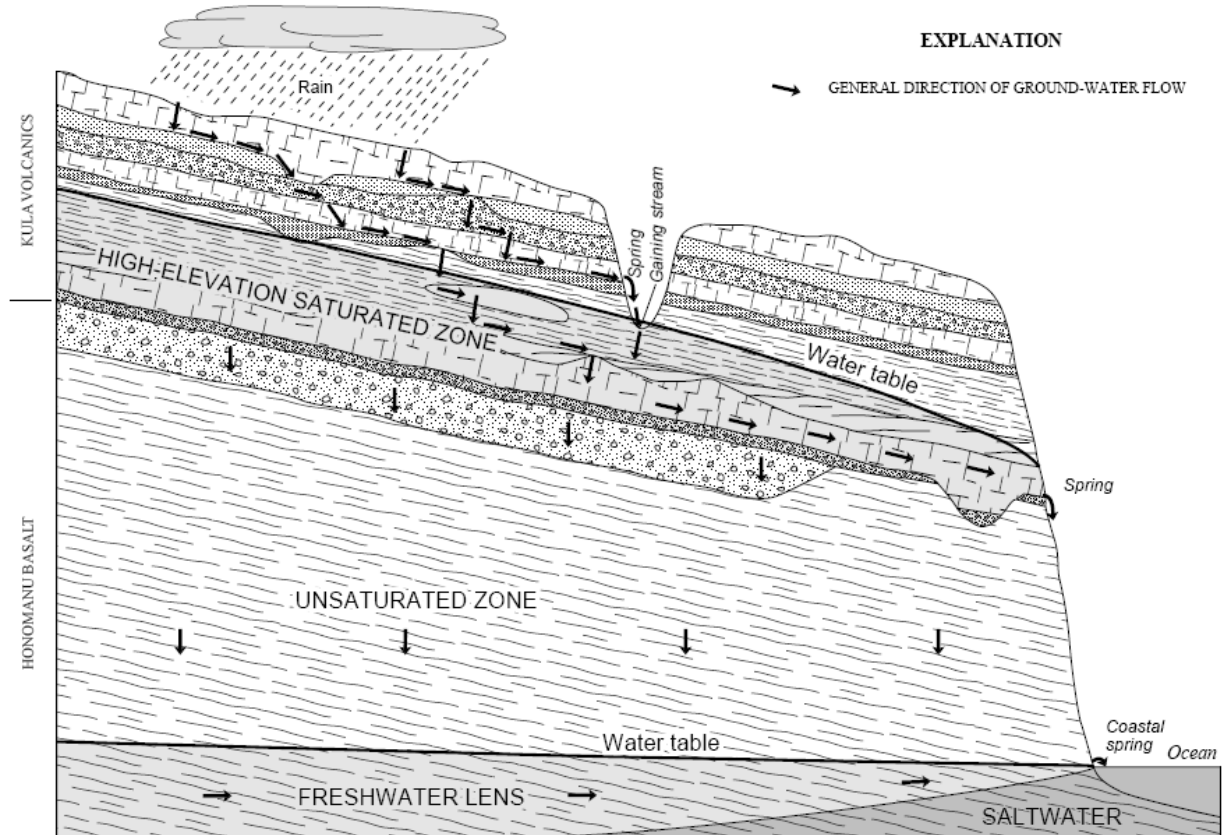 EXPLANATION
GENERAL DIRECTION OF GROUND-WATER FLOW
Rain
KULA VOLCANICS
Spring
Gaining stream
HIGH-ELEVATION SATURATED ZONE
Water table
Spring
HONOMANU BASALT
UNSATURATED ZONE
Water table
Coastal
spring
Ocean
FRESHWATER LENS
SALTWATER